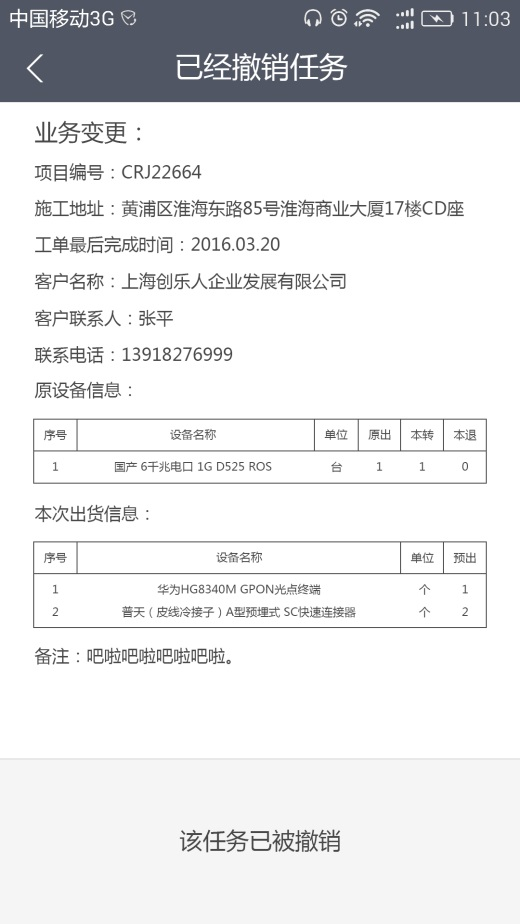 中国移动3G 11:03
已经撤销任务
业务变更：
项目编号：CRJ22664
施工地址：黄浦区淮海东路85号淮海商业大厦17楼CD座
工单最后完成时间：2016.03.20
客户名称：上海创乐人企业发展有限公司
客户联系人：张平
联系电话：13918276999
原设备信息：
序号 设备名称 单位 原出 本转 本退
1 国产 6千兆电口 1G D525 ROS 台 1 1 0
本次出货信息：
序号 设备名称 单位 预出
1 华为HG8340M GPON光点终端 个 1
2 普天（皮线冷接子）A型预埋式 SC快速连接器 个 2
备注：吧啦吧啦吧啦吧啦。
该任务已被撤销